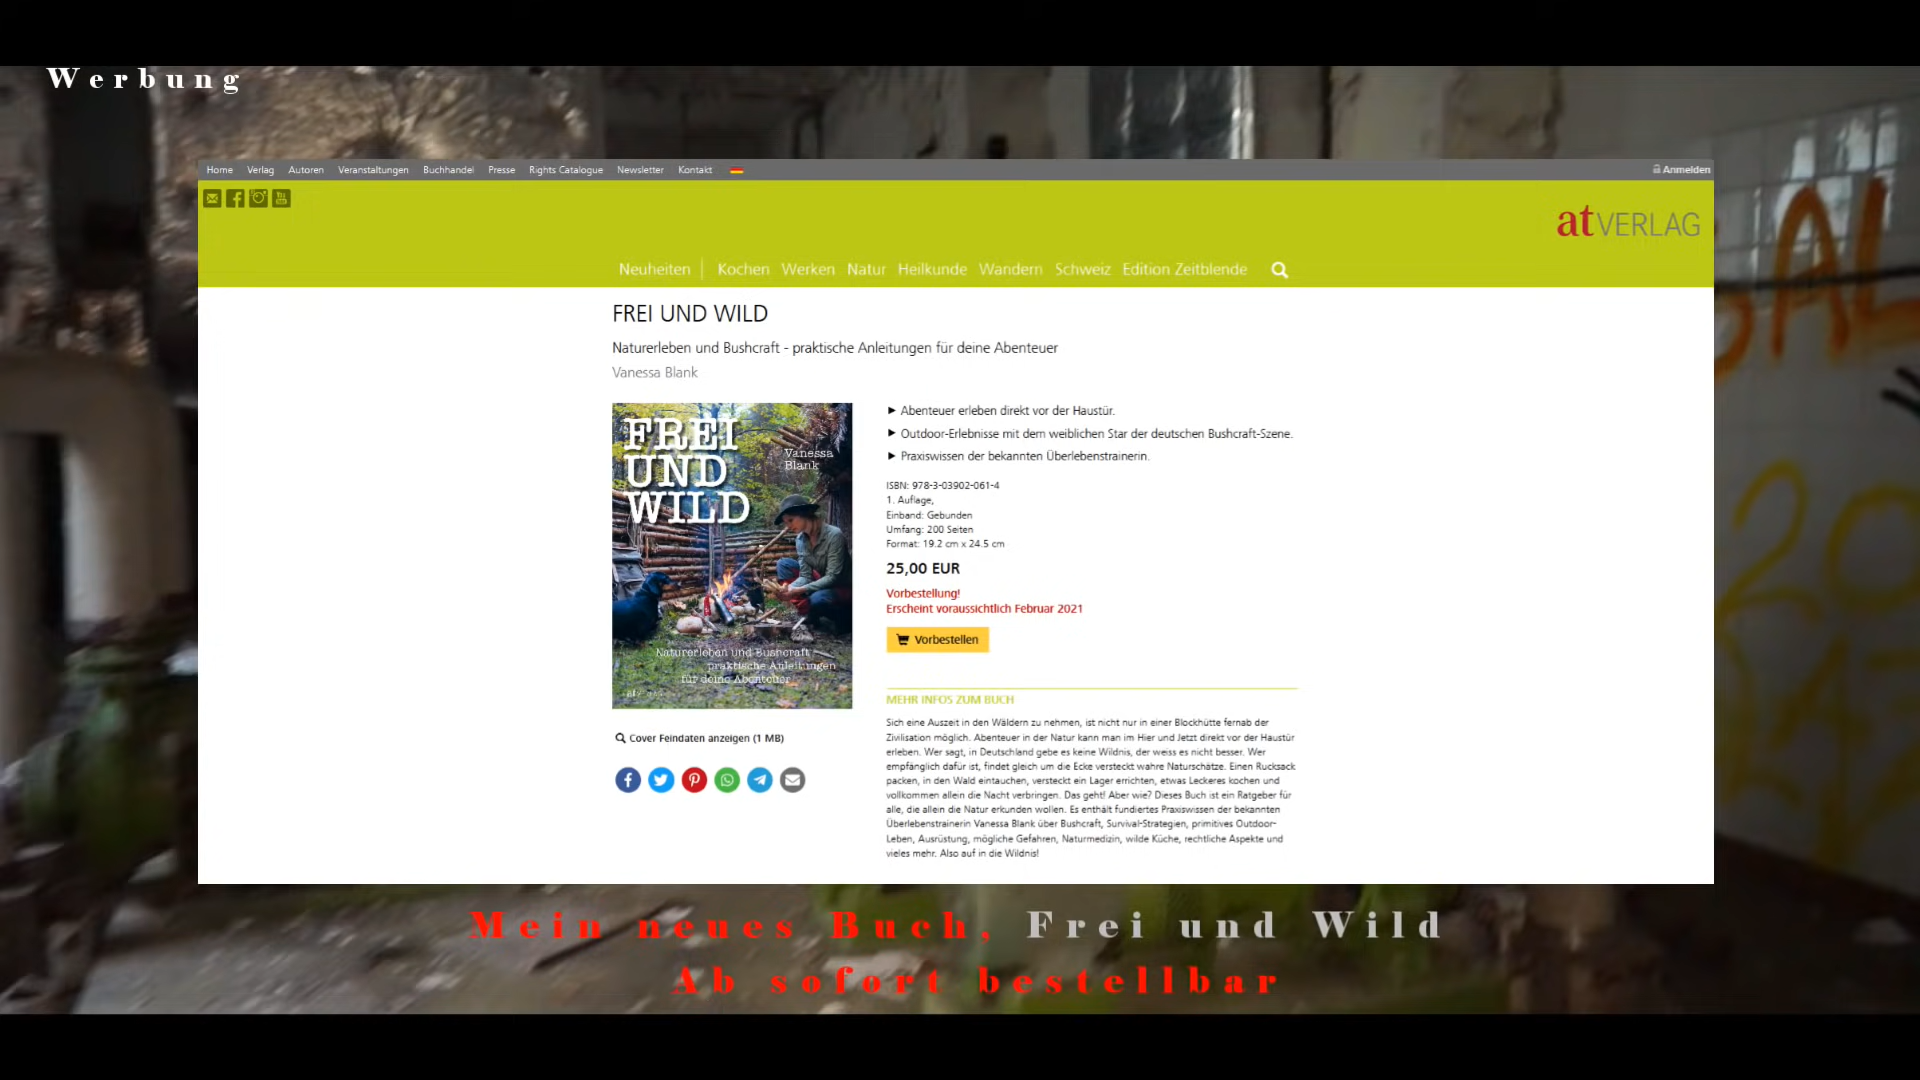 Werbung
Home Verlag Autoren Veranstaltungen Buchhandel Presse Rights Catalogue Newsletter Kontakt
Anmelden
at VERLAG
Neuheiten Kochen Werken Natur Heilkunde Wandern Schweiz Edition Zeitblende
FREI UND WILD
Naturerleben und Bushcraft - praktische Anleitungen für deine Abenteuer
Vanessa Blank
FREI
UND
WILD
Vanessa
Blank
Naturerleben und Bushcraft –
praktische Anleitungen
für deine Abenteuer
Cover Feindaten anzeigen (1 MB)
► Abenteuer erleben direkt vor der Haustür.
► Outdoor-Erlebnisse mit dem weiblichen Star der deutschen Bushcraft-Szene.
► Praxiswissen der bekannten Überlebenstrainerin.
ISBN: 978-3-03902-061-4
1. Auflage,
Einband: Gebunden
Umfang: 200 Seiten
Format: 19.2 cm x 24.5 cm
25,00 EUR
Vorbestellung!
Erscheint voraussichtlich Februar 2021
Vorbestellen
MEHR INFOS ZUM BUCH
Sich eine Auszeit in den Wäldern zu nehmen, ist nicht nur in einer Blockhütte fernab der
Zivilisation möglich. Abenteuer in der Natur kann man im Hier und Jetzt direkt vor der Haustür
erleben. Wer sagt, in Deutschland gebe es keine Wildnis, der weiss es nicht besser. Wer
empfänglich dafür ist, findet gleich um die Ecke versteckt wahre Naturschätze. Einen Rucksack
packen, in den Wald eintauchen, versteckt ein Lager errichten, etwas Leckeres kochen und
vollkommen allein die Nacht verbringen. Das geht! Aber wie? Dieses Buch ist ein Ratgeber für
alle, die allein die Natur erkunden wollen. Es enthält fundiertes Praxiswissen der bekannten
Überlebenstrainerin Vanessa Blank über Bushcraft, Survival-Strategien, primitives Outdoor-
Leben, Ausrüstung, mögliche Gefahren, Naturmedizin, wilde Küche, rechtliche Aspekte und
vieles mehr. Also auf in die Wildnis!
Mein neues Buch, Frei und Wild
Ab sofort bestellbar